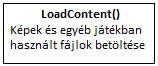 LoadContent()
Képek és egyéb játékban
használt fájlok betöltése